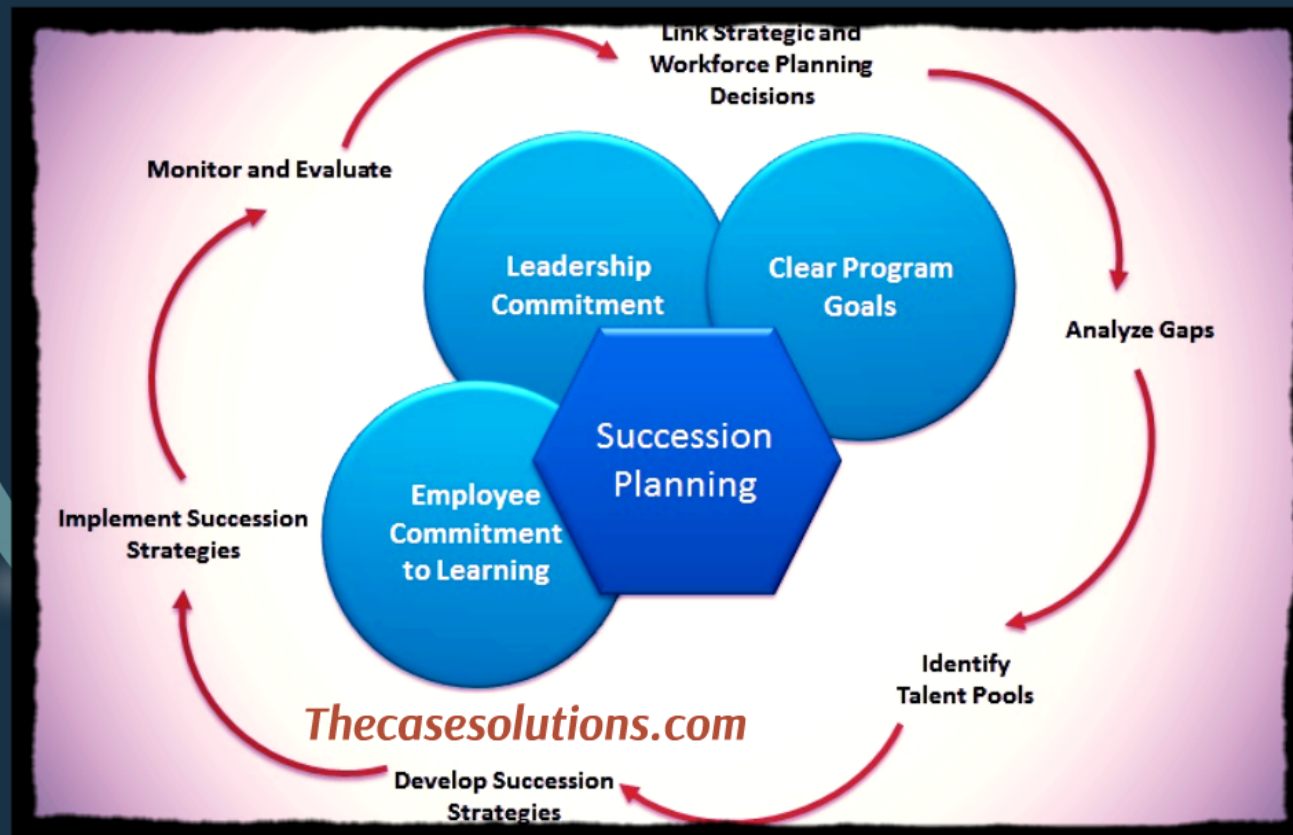 Link Strategic and
Workforce Planning
Decisions
Monitor and Evaluate
Leadership
Commitment
Clear Program
Goals
Analyze Gaps
Succession
Planning
Employee
Commitment
to Learning
Implement Succession
Strategies
Identify
Talent Pools
Thecasesolutions.com
Develop Succession
Strategies